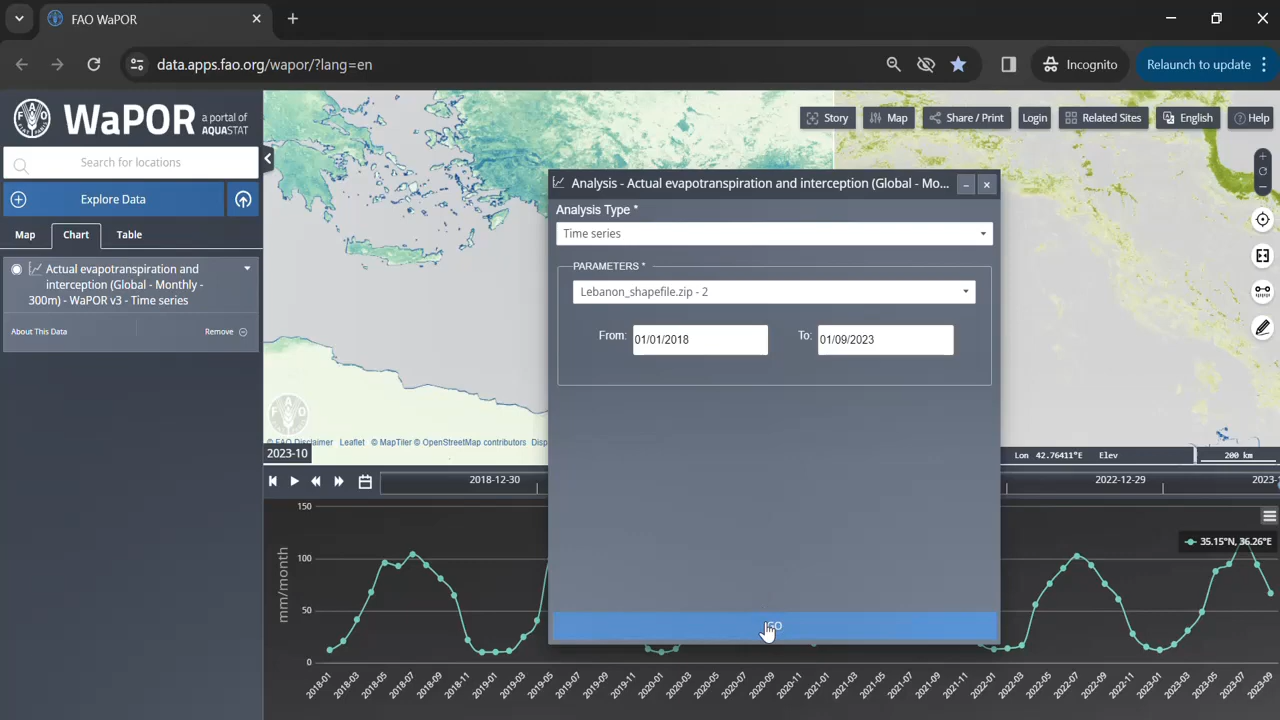 FAO WaPOR
data.apps.fao.org/wapor/?lang=en
Incognito
Relaunch to update
FAO
FIAT PANIS
WaPOR a portal of AQUASTAT
Story
Map
Share / Print
Login
Related Sites
English
Help
Search for locations
Explore Data
Map
Chart
Table
Actual evapotranspiration and
interception (Global - Monthly -
300m) - WaPOR v3 - Time series
About This Data
Remove
Analysis - Actual evapotranspiration and interception (Global - Mo...
Analysis Type *
Time series
PARAMETERS *
Lebanon_shapefile.zip - 2
From:
01/01/2018
To:
01/09/2023
GO
© FAO Disclaimer Leaflet © MapTiler © OpenStreetMap contributors Disp
2023-10
Lon 42.76411°E Elev
200 km
2018-12-30
2022-12-29
2023-
150
100
50
0
mm/month
35.15°N, 36.26°E
2018-01
2018-03
2018-05
2018-07
2018-09
2018-11
2019-01
2019-03
2019-05
2019-07
2019-09
2019-11
2020-01
2020-03
2020-05
2020-07
2020-09
2020-11
2021-01
2021-03
2021-05
2021-07
2021-09
2021-11
2022-01
2022-03
2022-05
2022-07
2022-09
2022-11
2023-01
2023-03
2023-05
2023-07
2023-09